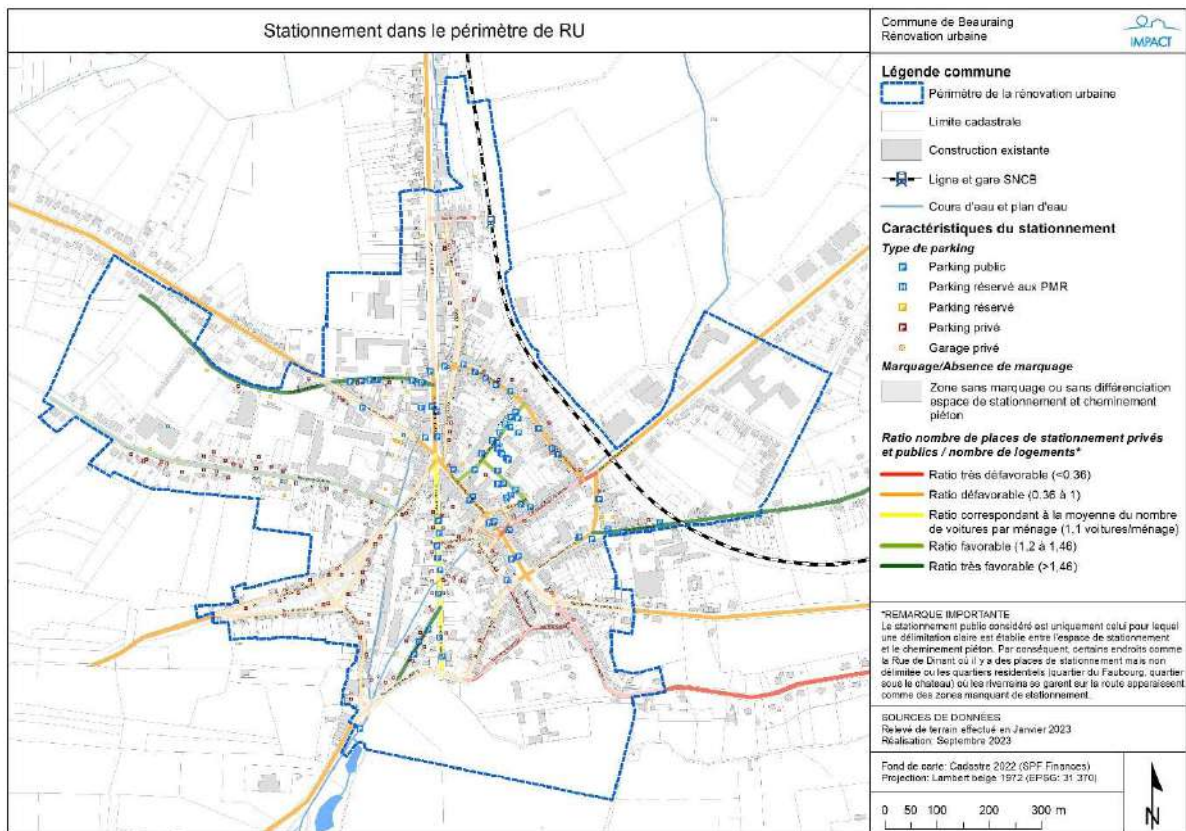 Stationnement dans le périmètre de RU
Commune de Beauraing
Rénovation urbaine
IMPACT
Légende commune
Périmètre de la rénovation urbaine
Limite cadastrale
Construction existante
Ligne et gare SNCB
Cours d'eau et plan d'eau
Caractéristiques du stationnement
Type de parking
Parking public
Parking réservé aux PMR
Parking réservé
Parking privé
Garage privé
Marquage/Absence de marquage
Zone sans marquage ou sans différenciation
espace de stationnement et cheminement
piéton
Ratio nombre de places de stationnement privés
et publics / nombre de logements*
Ratio très défavorable (<0.36)
Ratio défavorable (0.36 à 1)
Ratio correspondant à la moyenne du nombre
de voitures par ménage (1,1 voitures/ménage)
Ratio favorable (1,2 à 1,46)
Ratio très favorable (>1,46)
*REMARQUE IMPORTANTE
Le stationnement public considéré est uniquement celui pour lequel
une délimitation claire est établie entre l'espace de stationnement
et le cheminement piéton. Par conséquent, certains endroits comme
la Rue de Dinant où il y a des places de stationnement mais non
délimitée ou les quartiers résidentiels (quartier du Faubourg, quartier
sous le chateau) où les riverrains se garent sur la route apparaissent
comme des zones manquant de stationnement.
SOURCES DE DONNÉES
Relevé de terrain effectué en Janvier 2023
Réalisation: Septembre 2023
Fond de carte: Cadastre 2022 (SPF Finances)
Projection: Lambert belge 1972 (EPSG: 31 370)
0 50 100 200 300 m
N